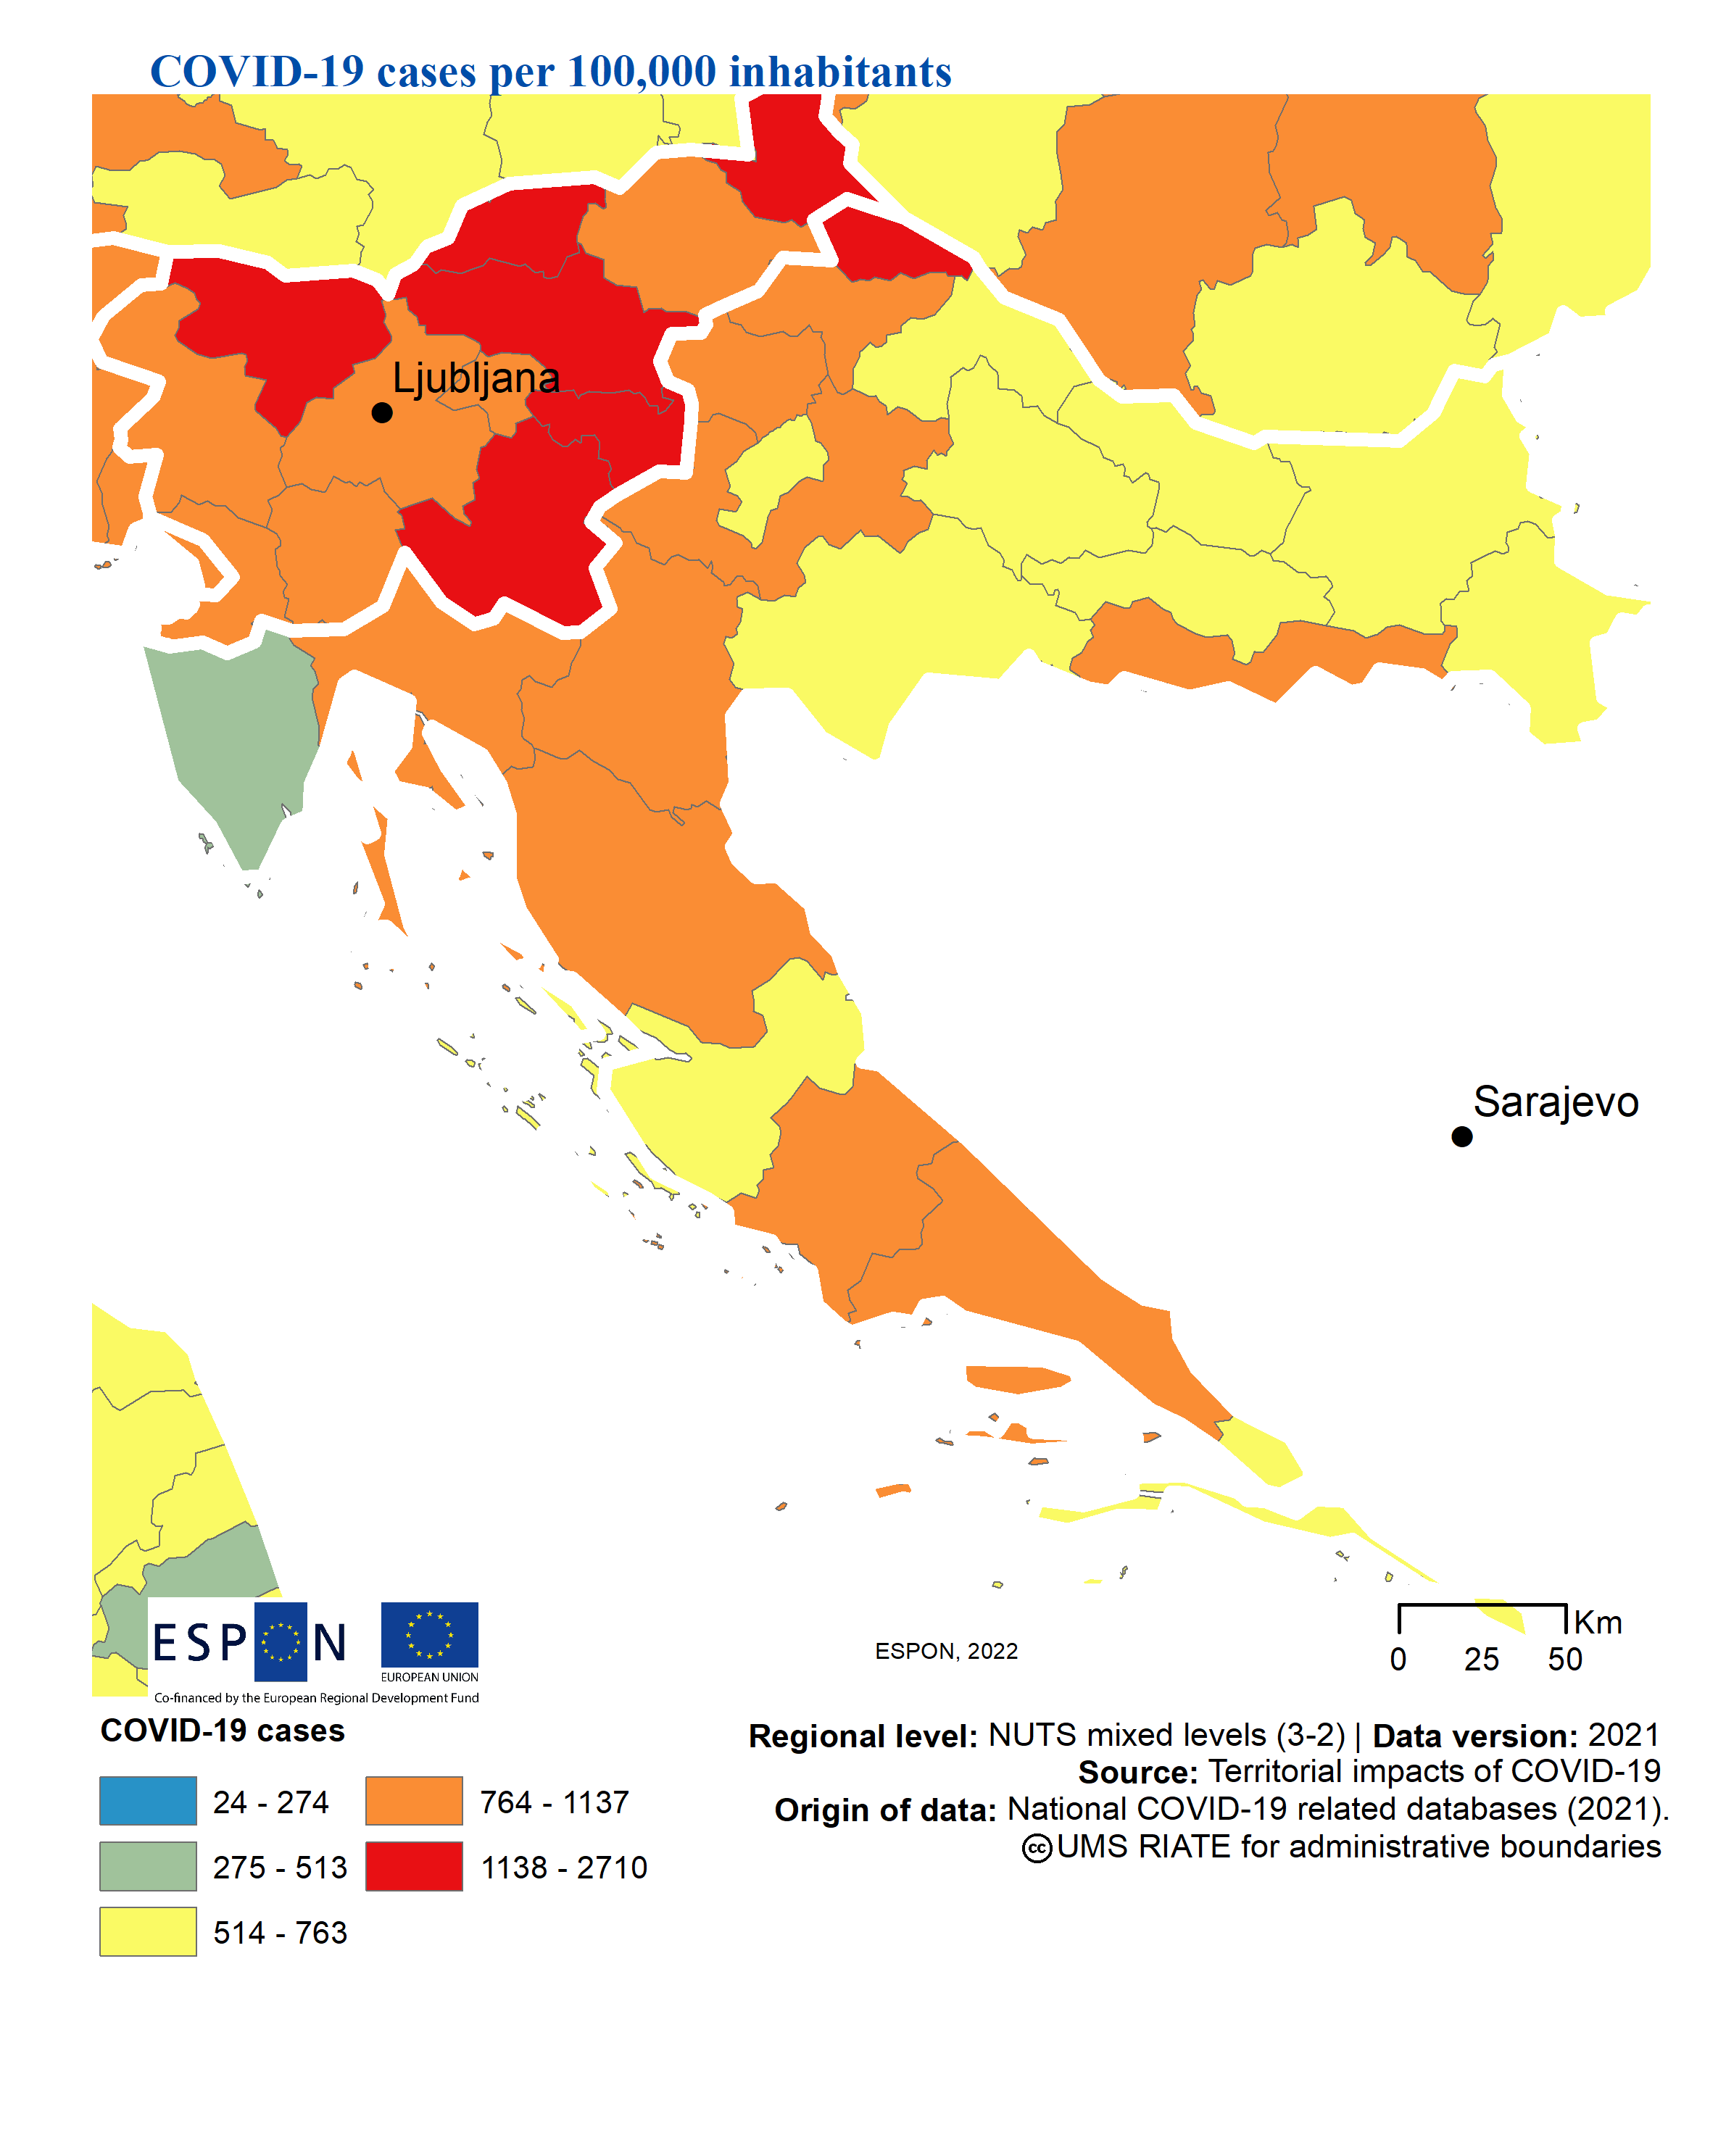 COVID-19 cases per 100,000 inhabitants
Ljubljana
Sarajevo
ESPON
EUROPEAN UNION
Co-financed by the European Regional Development Fund
ESPON, 2022
Km
0 25 50
COVID-19 cases
24 - 274
275 - 513
514 - 763
764 - 1137
1138 - 2710
Regional level: NUTS mixed levels (3-2) | Data version: 2021
Source: Territorial impacts of COVID-19
Origin of data: National COVID-19 related databases (2021).
cc UMS RIATE for administrative boundaries